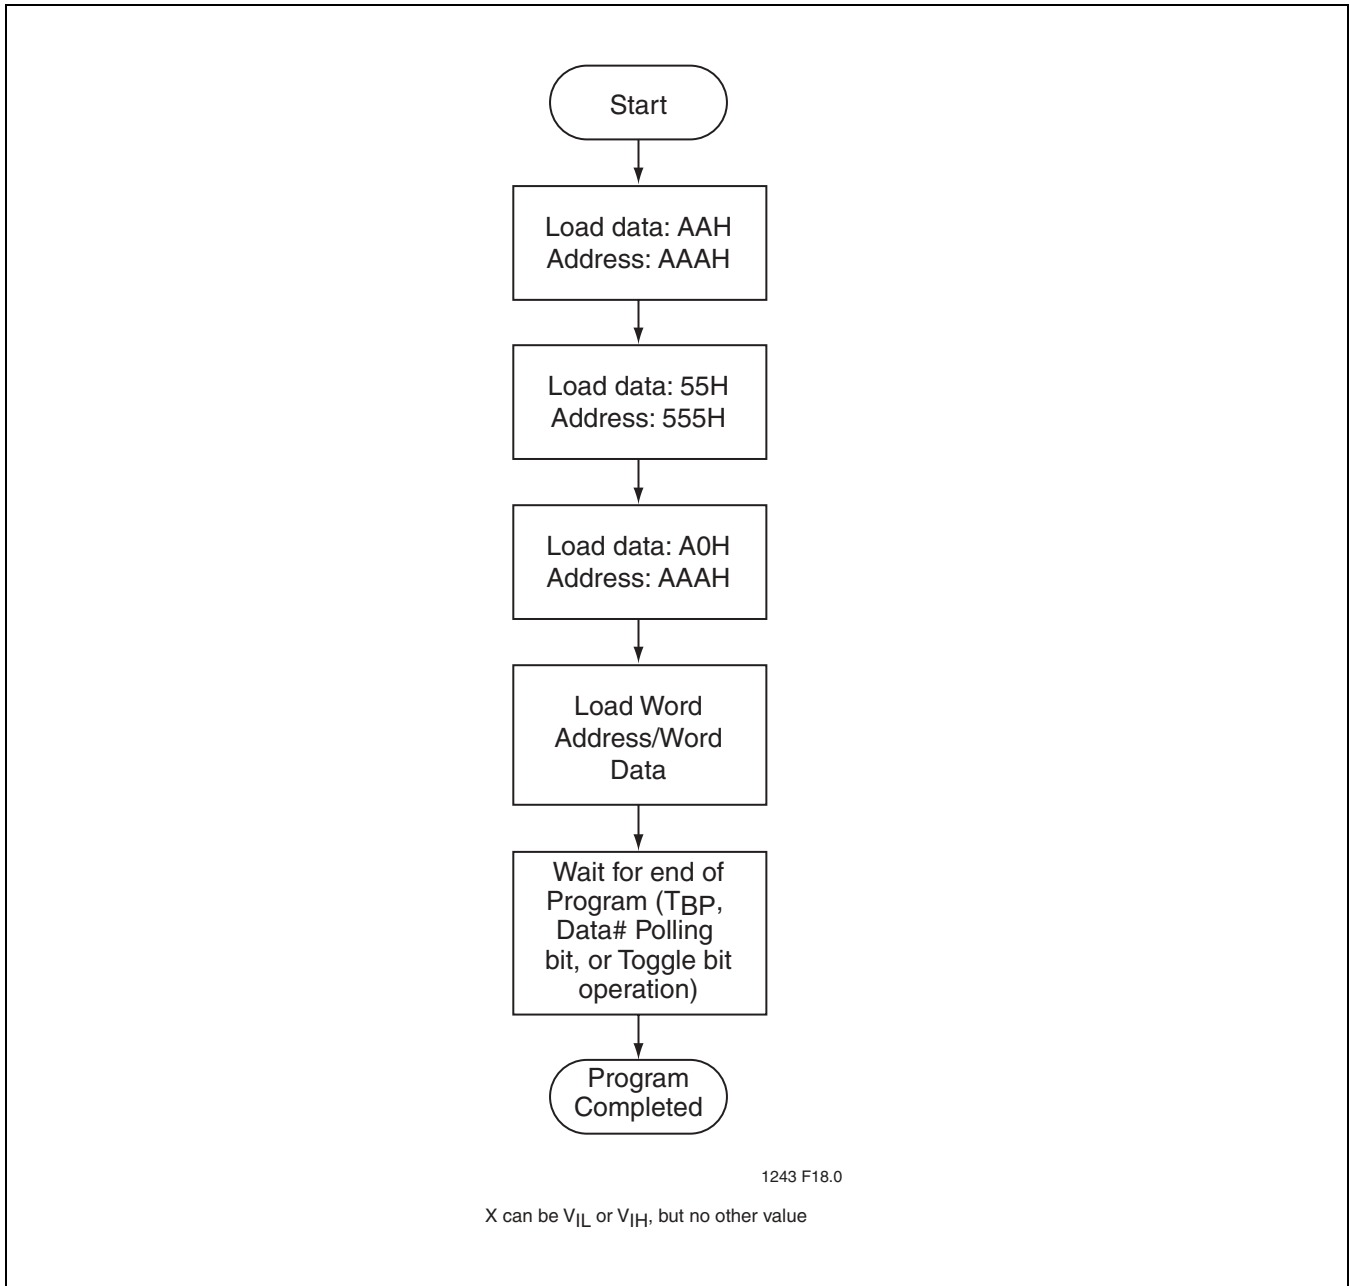 Start
Load data: AAH
Address: AAAH
Load data: 55H
Address: 555H
Load data: A0H
Address: AAAH
Load Word
Address/Word
Data
Wait for end of
Program (TBP,
Data# Polling
bit, or Toggle bit
operation)
Program
Completed
1243 F18.0
X can be VIL or VIH, but no other value